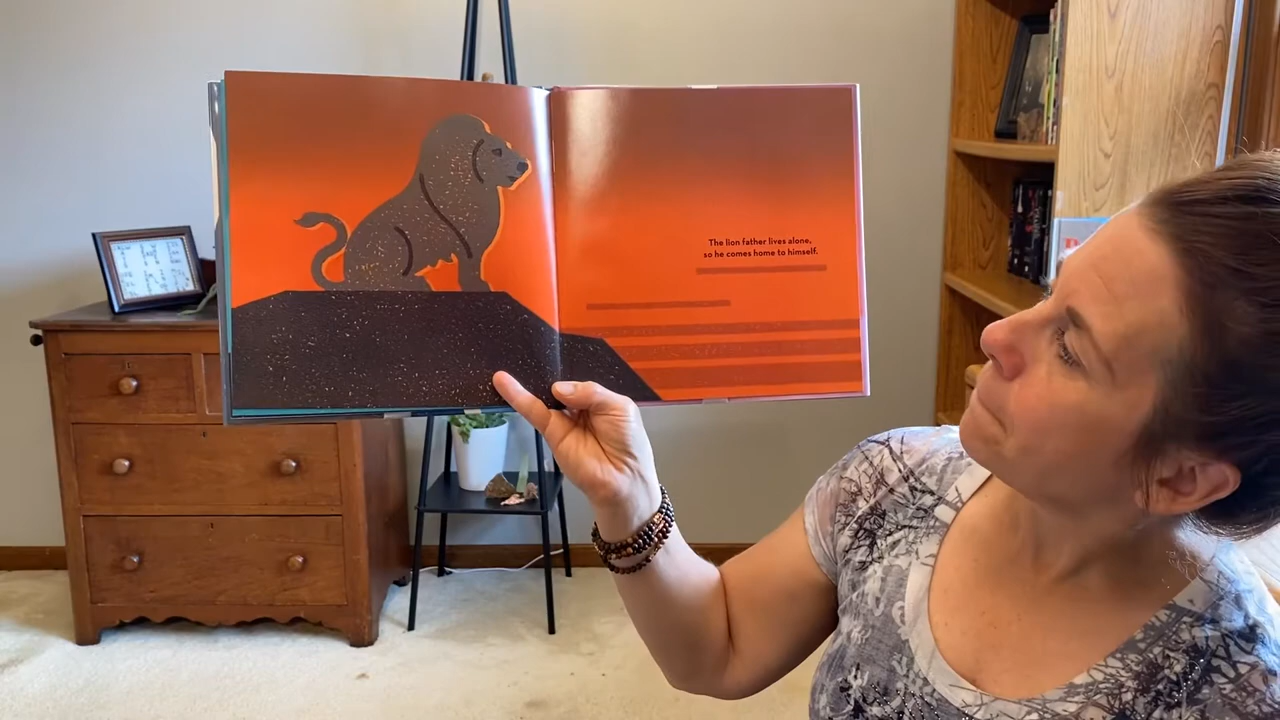 The lion father lives alone,
so he comes home to himself.